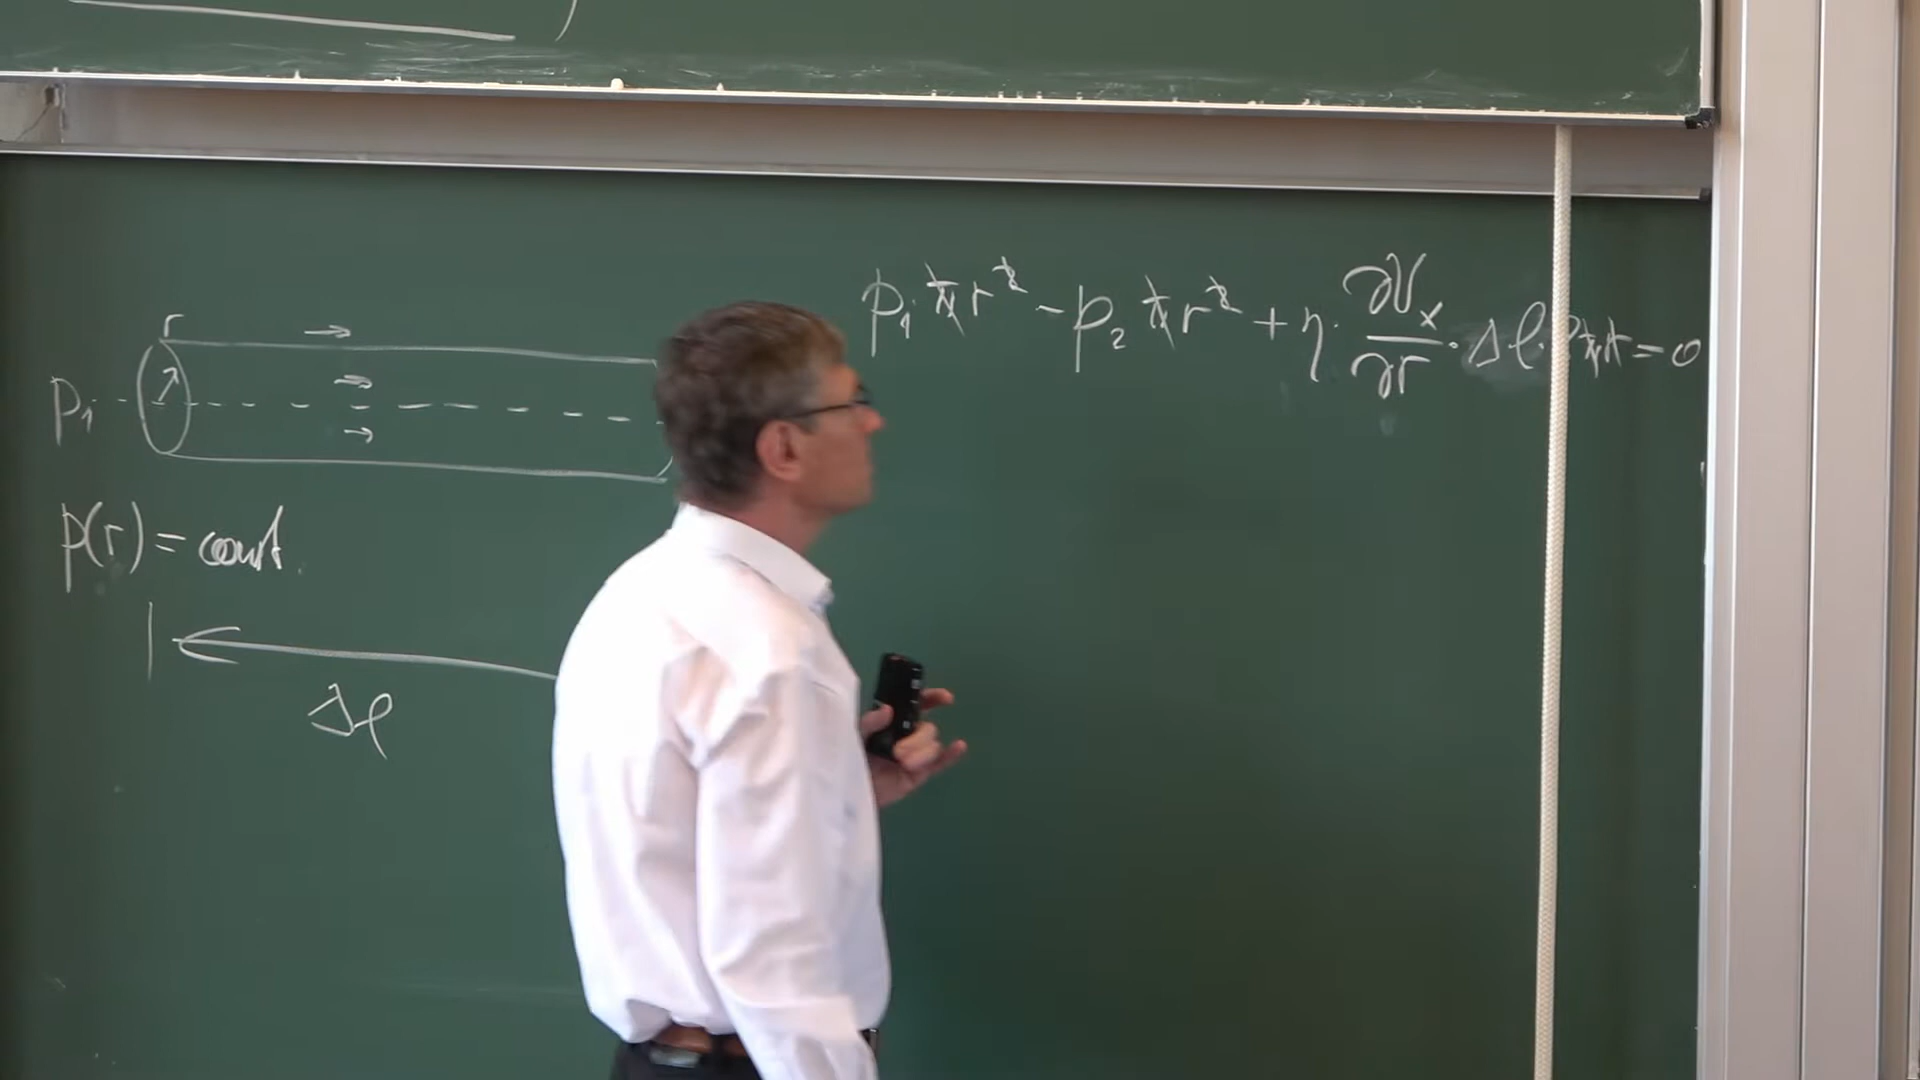 r
p₁
p(r) = const.
Δl
p₁ π r² - p₂ π r² + η · ∂v_x/∂r · Δl · 2πr = 0